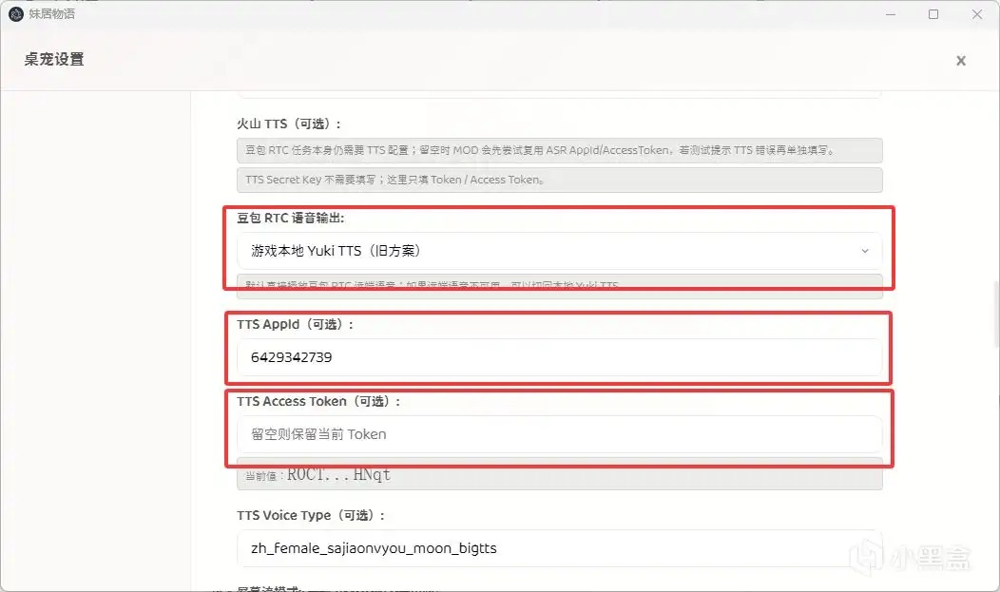 妹居物语
桌宠设置
火山 TTS（可选）:
豆包 RTC 任务本身仍需要 TTS 配置；留空时 MOD 会先尝试复用 ASR AppId/AccessToken，若测试提示 TTS 错误再单独填写。
TTS Secret Key 不需要填写；这里只填 Token / Access Token。
豆包 RTC 语音输出:
游戏本地 Yuki TTS（旧方案）
默认直接播放豆包 RTC 远端语音；如果远端语音不可用，可以切回本地 Yuki TTS
TTS AppId（可选）:
6429342739
TTS Access Token（可选）:
留空则保留当前 Token
当前值：ROCT...HNqt
TTS Voice Type（可选）:
zh_female_sajiaonvyou_moon_bigtts
小黑盒
屏幕流模式: